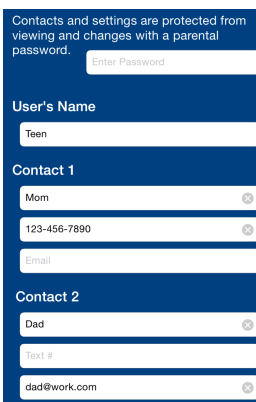 Contacts and settings are protected from
viewing and changes with a parental
password.
Enter Password
User's Name
Teen
Contact 1
Mom
123-456-7890
Email
Contact 2
Dad
Text #
dad@work.com